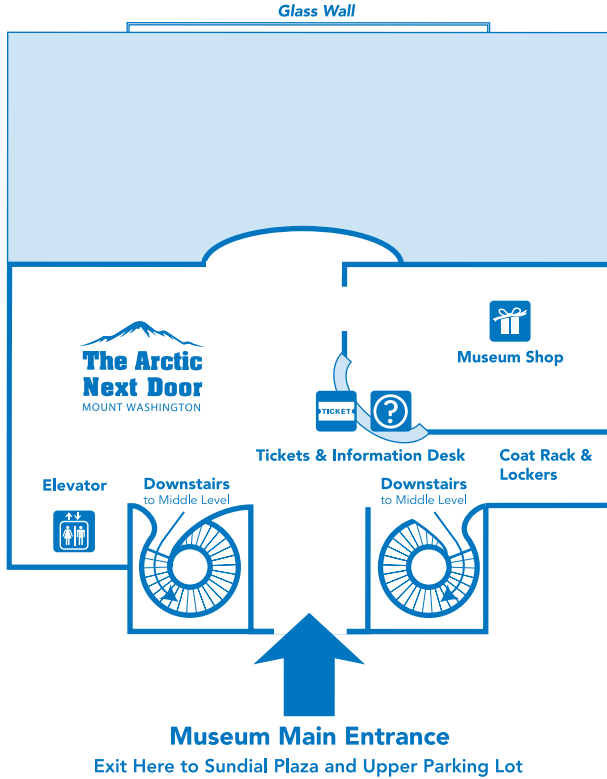 Glass Wall
The Arctic
Next Door
MOUNT WASHINGTON
Museum Shop
TICKET
?
Tickets & Information Desk
Coat Rack &
Lockers
Elevator
Downstairs
to Middle Level
Downstairs
to Middle Level
Museum Main Entrance
Exit Here to Sundial Plaza and Upper Parking Lot